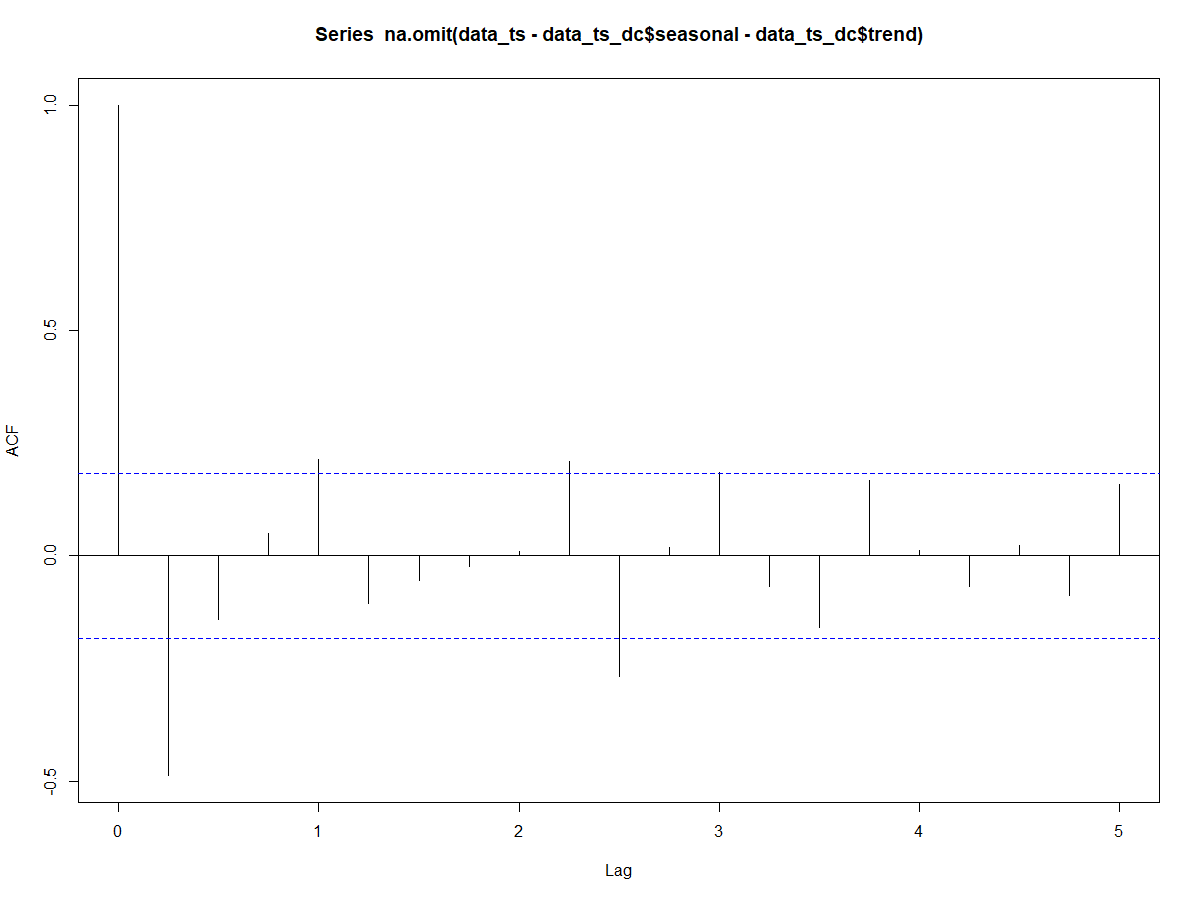 Series  na.omit(data_ts - data_ts_dc$seasonal - data_ts_dc$trend)
1.0
0.5
0.0
-0.5
ACF
0 1 2 3 4 5
Lag